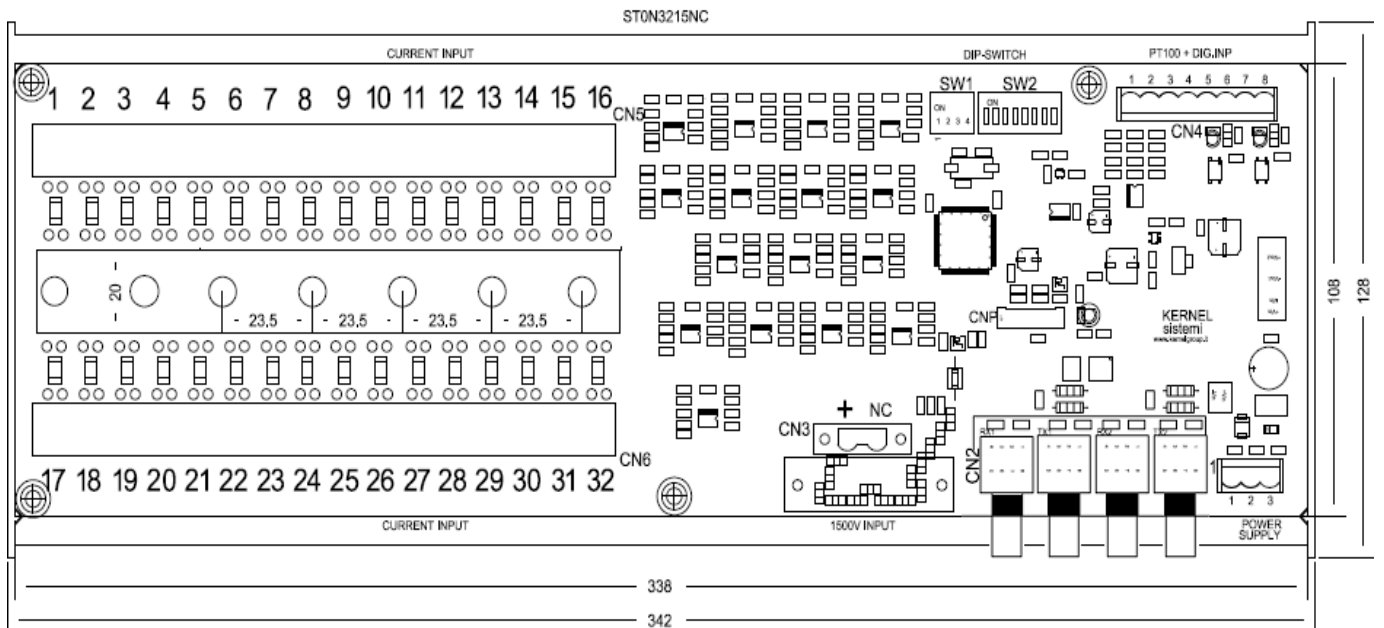 ST0N3215NC
CURRENT INPUT
DIP-SWITCH
PT100 + DIG.INP
1 2 3 4 5 6 7 8 9 10 11 12 13 14 15 16
CN5
SW1
SW2
ON
1 2 3 4
ON
1 2 3 4 5 6 7 8
CN4
20
23,5
23,5
23,5
23,5
CNP
KERNEL
sistemi
www.kernelgroup.it
+ NC
CN3
CN2
RX1
TX1
RX2
TX2
+
1
1 2 3
CN6
17 18 19 20 21 22 23 24 25 26 27 28 29 30 31 32
CURRENT INPUT
1500V INPUT
POWER
SUPPLY
108
128
338
342